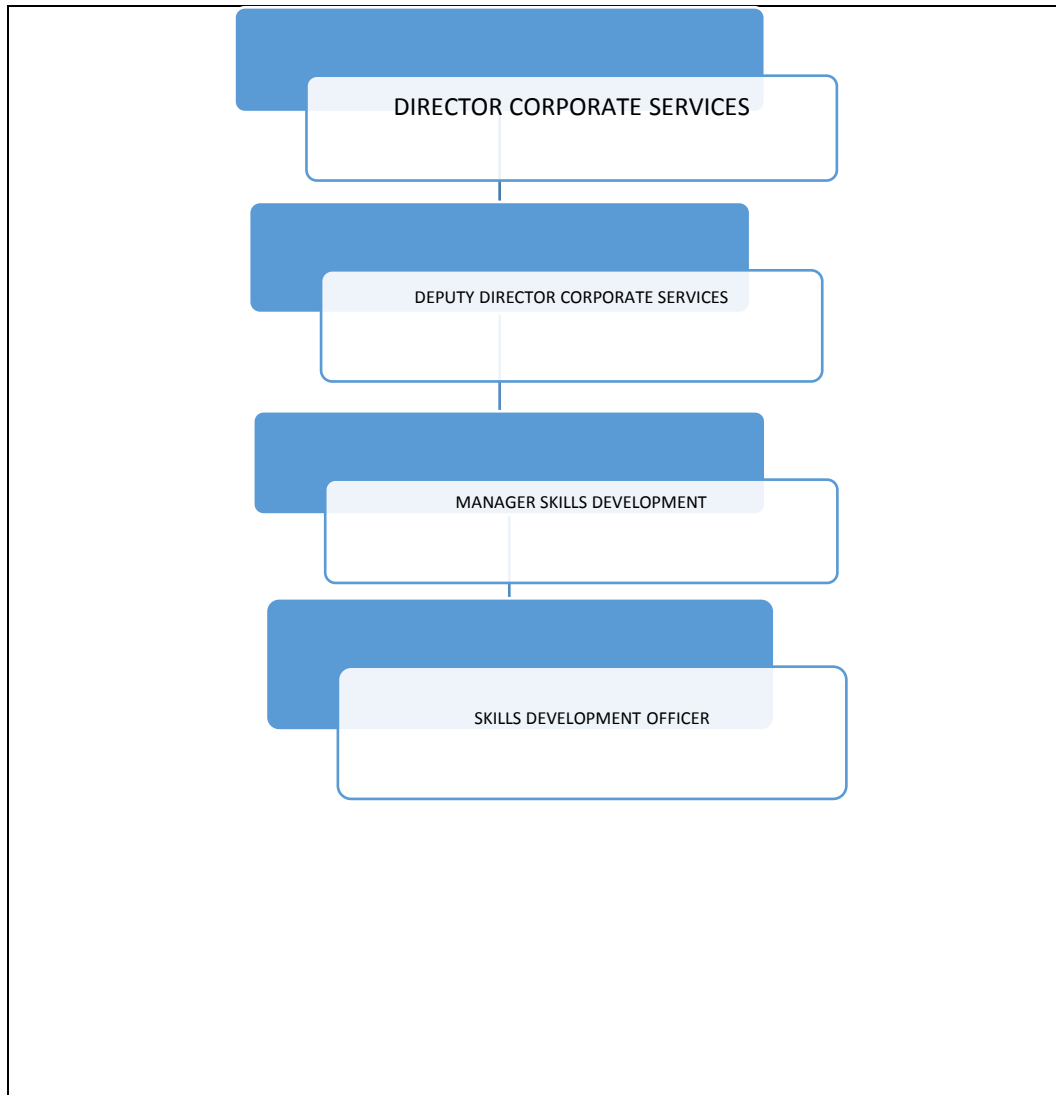 DIRECTOR CORPORATE SERVICES
DEPUTY DIRECTOR CORPORATE SERVICES
MANAGER SKILLS DEVELOPMENT
SKILLS DEVELOPMENT OFFICER